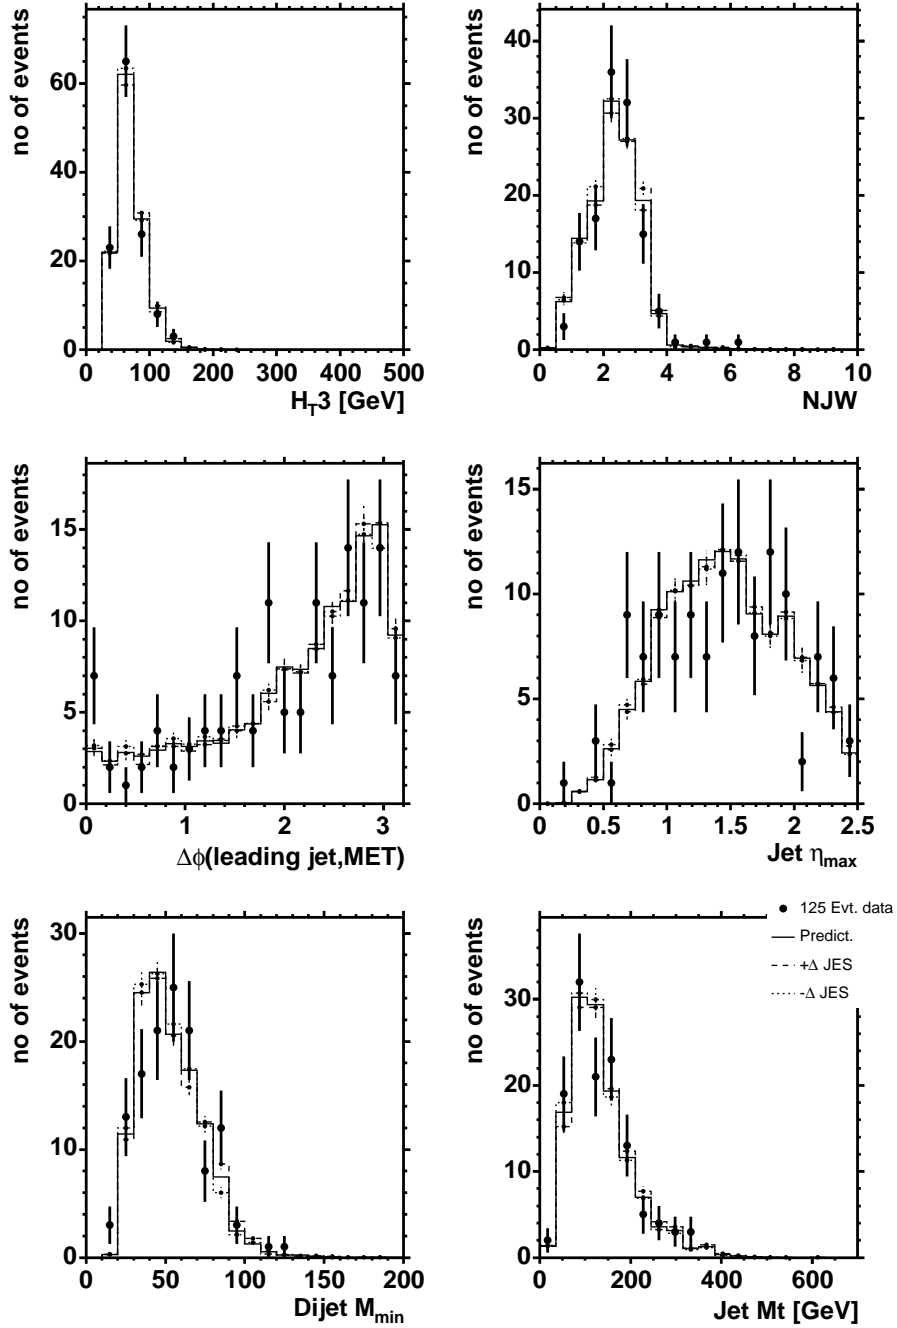 no of events
60
40
20
0
0 100 200 300 400 500
H_T3 [GeV]
no of events
40
30
20
10
0
0 2 4 6 8 10
NJW
no of events
15
10
5
0
0 1 2 3
Δϕ(leading jet,MET)
no of events
15
10
5
0
0 0.5 1 1.5 2 2.5
Jet η_max
no of events
30
20
10
0
0 50 100 150 200
Dijet M_min
no of events
30
20
10
0
0 200 400 600
Jet Mt [GeV]
125 Evt. data
Predict.
+Δ JES
-Δ JES